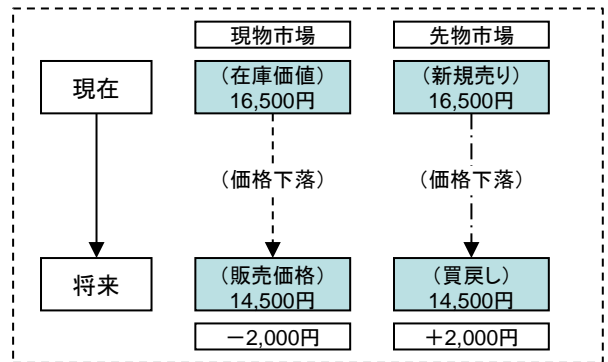 現物市場
先物市場
現在
（在庫価値）
16,500円
（新規売り）
16,500円
（価格下落）
（価格下落）
将来
（販売価格）
14,500円
（買戻し）
14,500円
－2,000円
＋2,000円